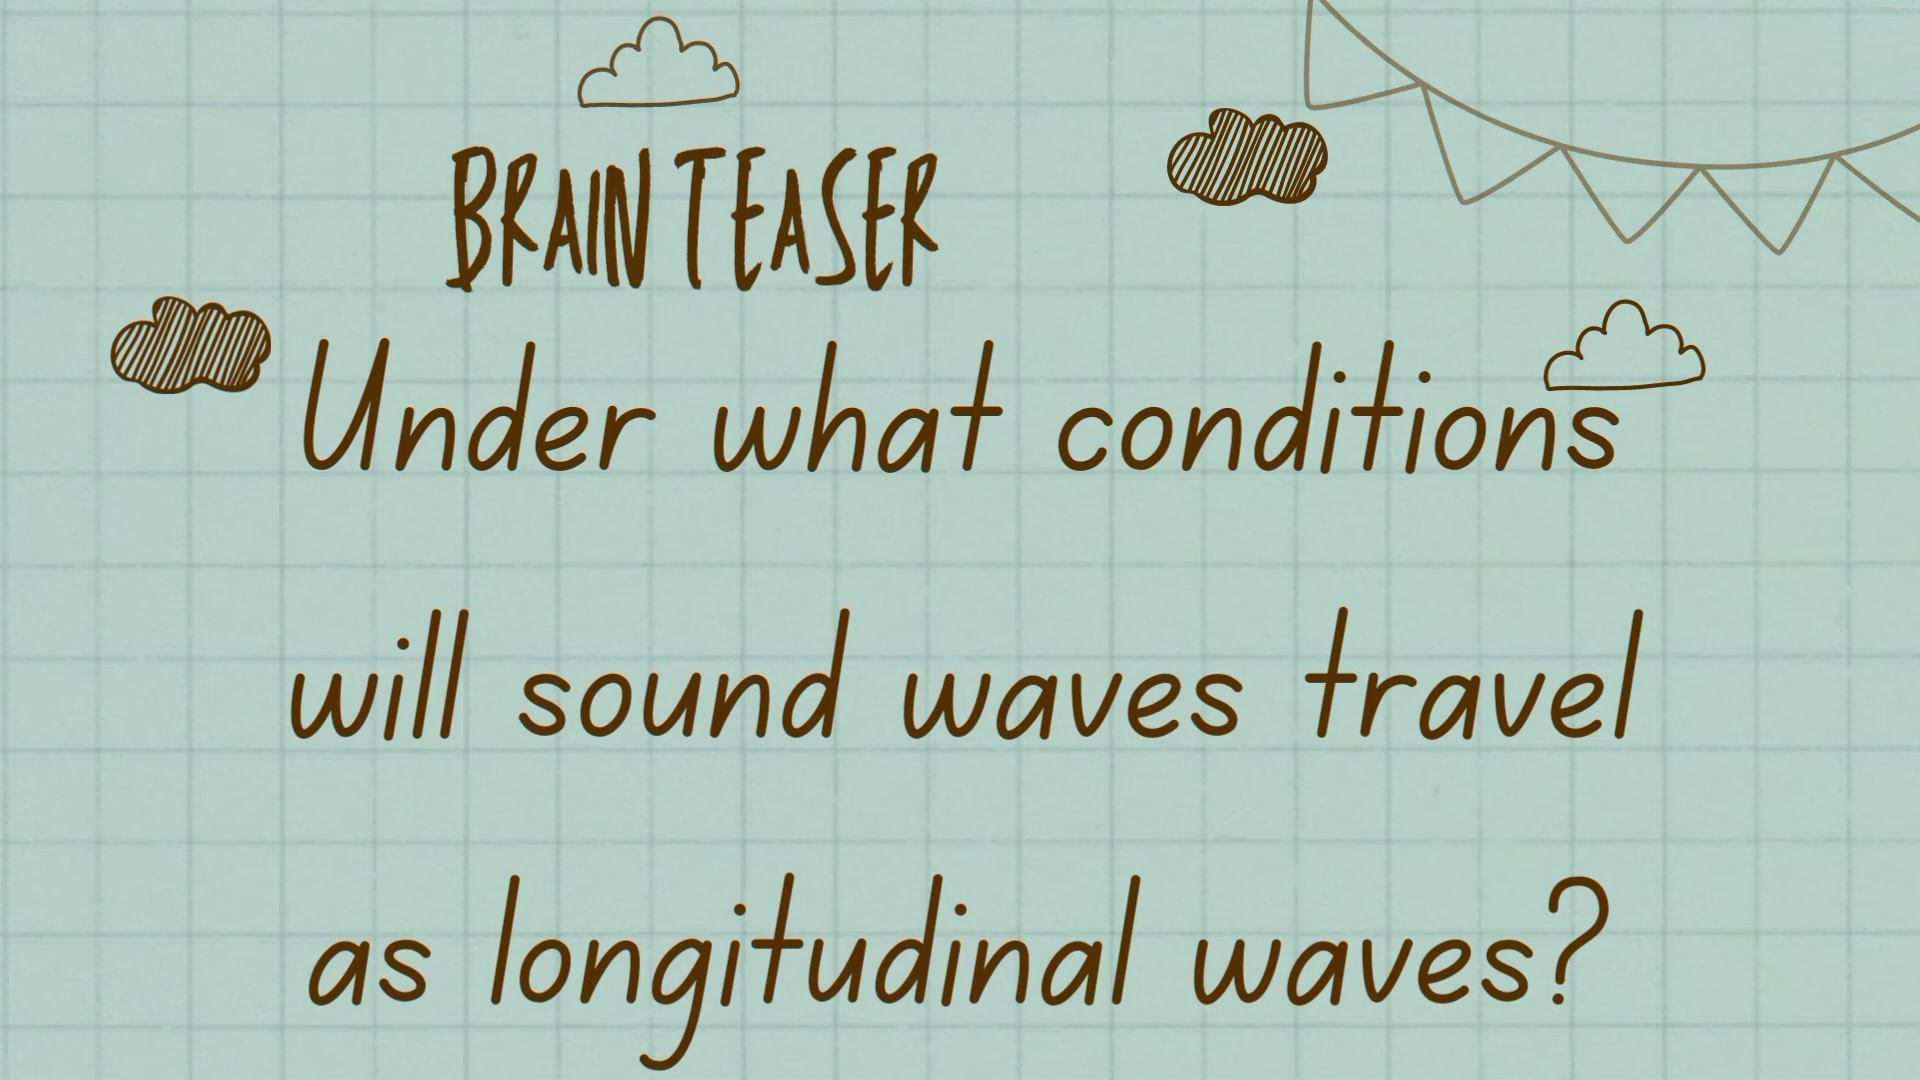 BRAIN TEASER
Under what conditions
will sound waves travel
as longitudinal waves?